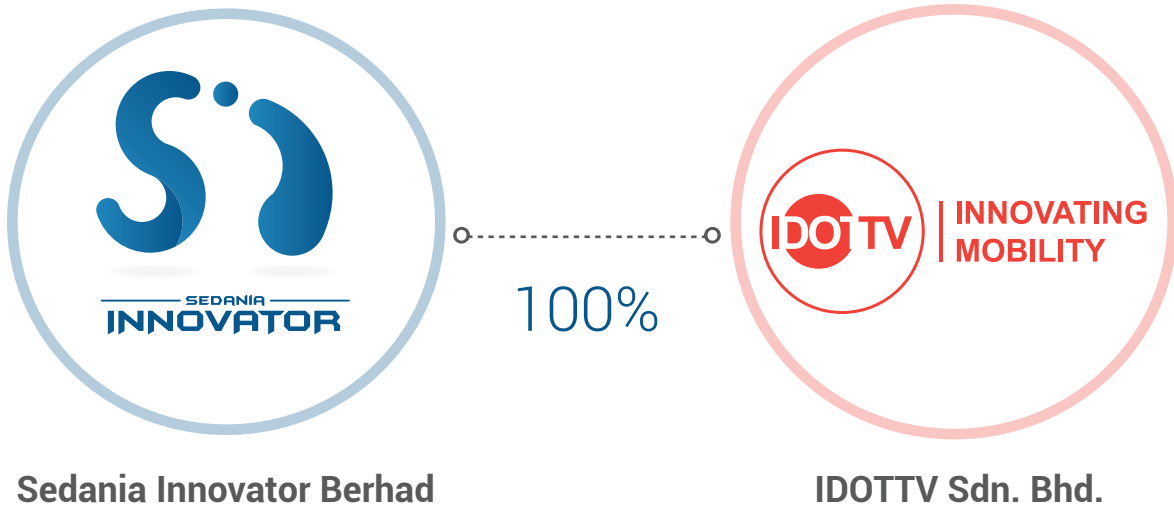 SEDANIA
INNOVATOR
Sedania Innovator Berhad
100%
IDOTTV
INNOVATING
MOBILITY
IDOTTV Sdn. Bhd.